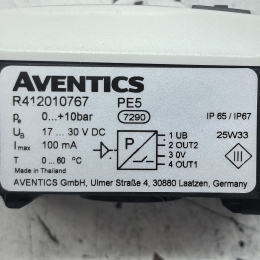 AVENTICS
R412010767 PE5
pe 0...+10bar 7290 IP 65 / IP67
UB 17 ... 30 V DC 25W33
Imax 100 mA
T 0...60 °C
Made in Thailand
P
1 UB
2 OUT2
3 0V
4 OUT1
AVENTICS GmbH, Ulmer Straße 4, 30880 Laatzen, Germany